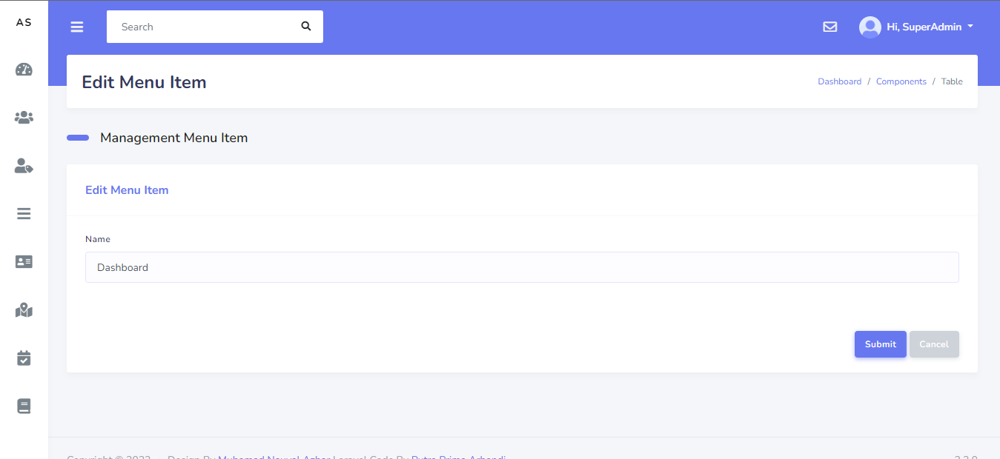 AS
Search
Hi, SuperAdmin
Edit Menu Item
Dashboard / Components / Table
Management Menu Item
Edit Menu Item
Name
Dashboard
Submit
Cancel
Copyright © 2022 Design By Muhamad Nauval Azhar Laravel Code By Putra Prima Arhandi
2.3.0